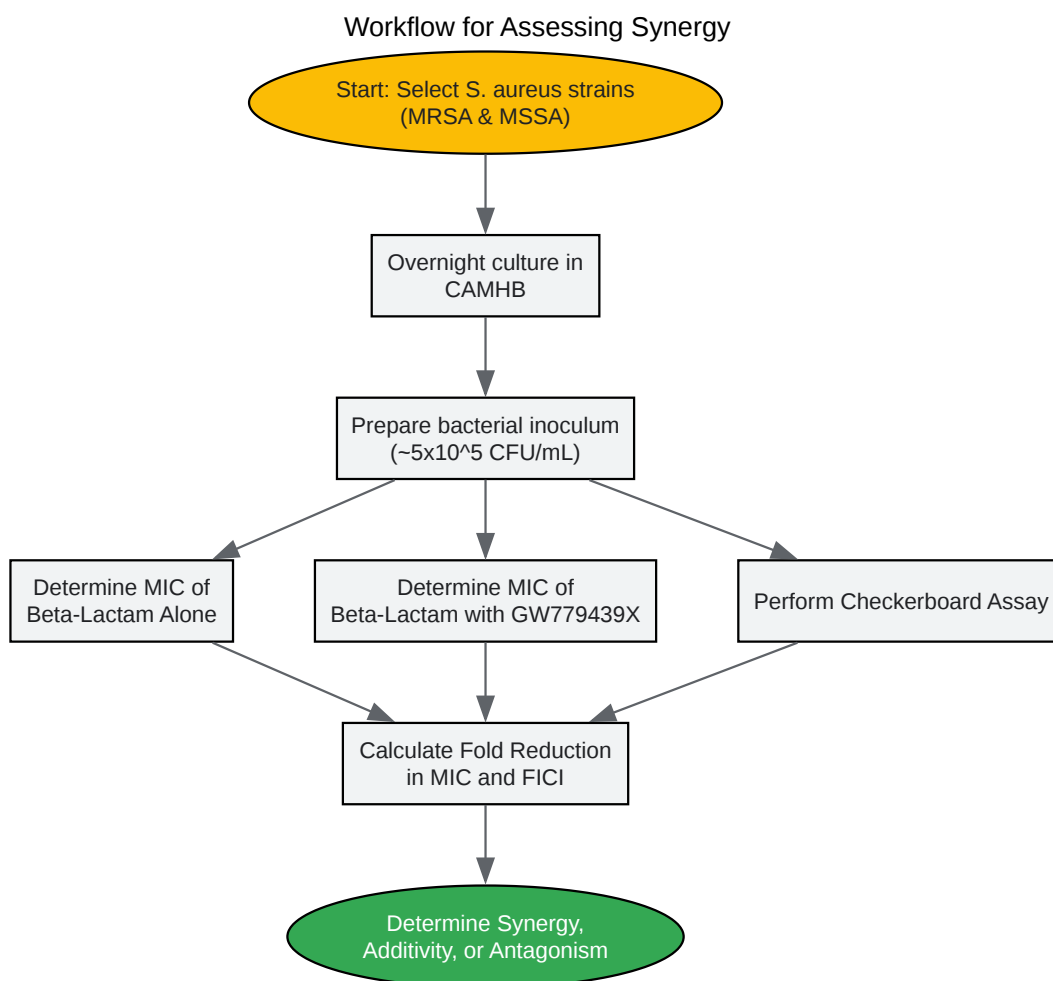 Workflow for Assessing Synergy
Start: Select S. aureus strains
(MRSA & MSSA)
Overnight culture in
CAMHB
Prepare bacterial inoculum
(~5x10^5 CFU/mL)
Determine MIC of
Beta-Lactam Alone
Determine MIC of
Beta-Lactam with GW779439X
Perform Checkerboard Assay
Calculate Fold Reduction
in MIC and FICI
Determine Synergy,
Additivity, or Antagonism